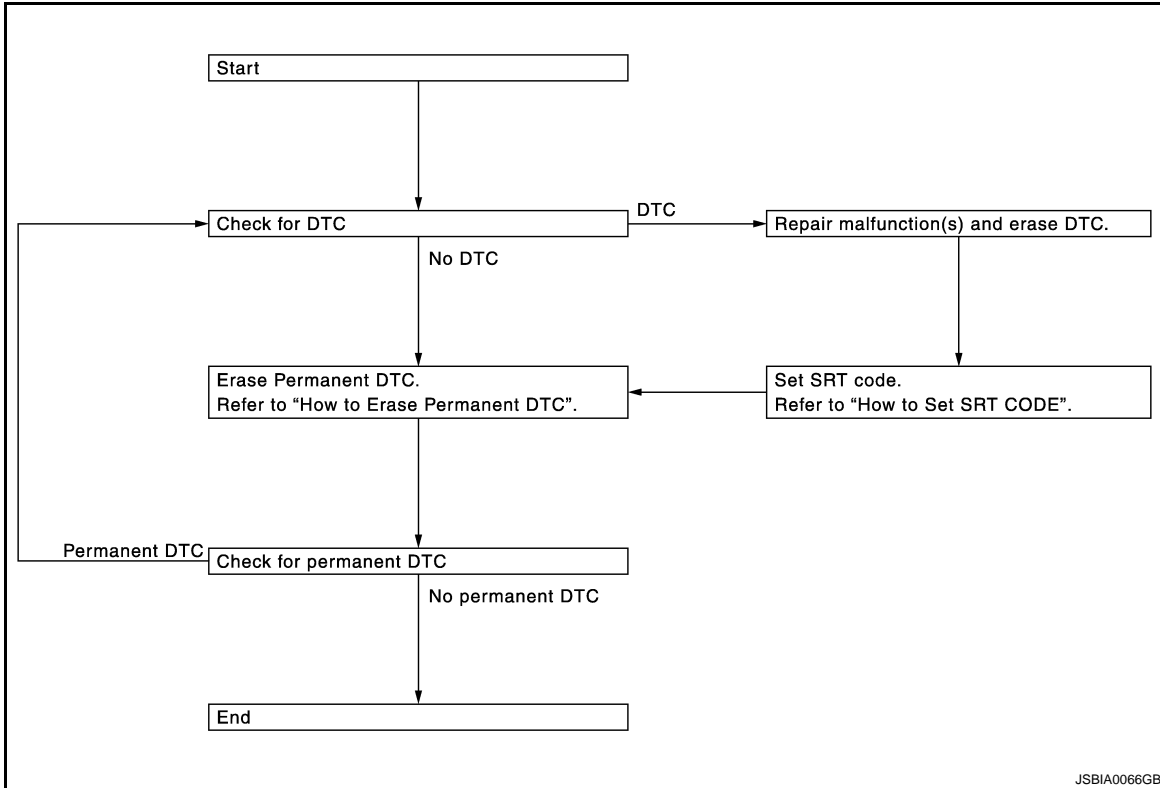 Start
Check for DTC
DTC
Repair malfunction(s) and erase DTC.
No DTC
Erase Permanent DTC.
Refer to “How to Erase Permanent DTC”.
Set SRT code.
Refer to “How to Set SRT CODE”.
Permanent DTC
Check for permanent DTC
No permanent DTC
End
JSBIA0066GB